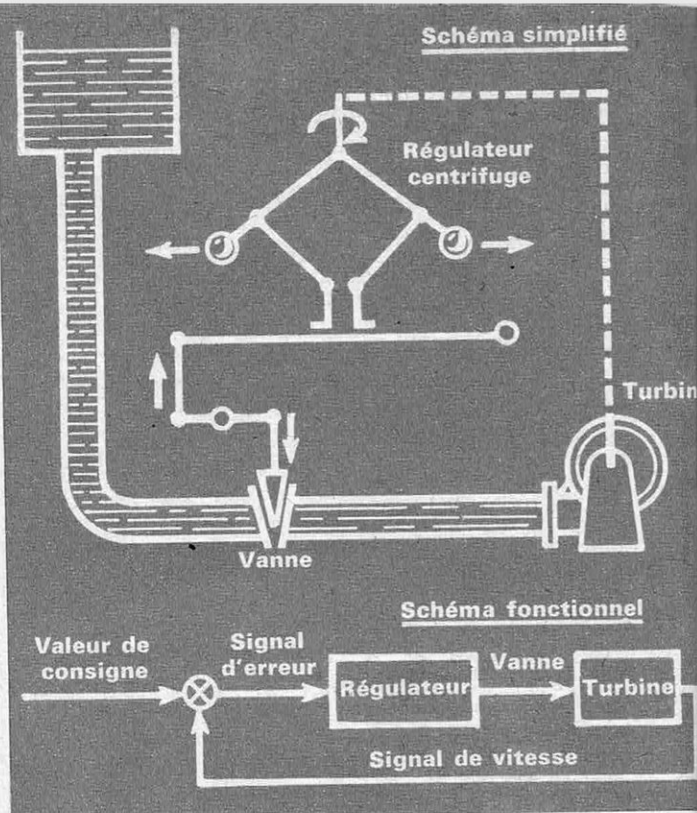 Schéma simplifié
Régulateur
centrifuge
Turbin
Vanne
Schéma fonctionnel
Valeur de
consigne
Signal
d'erreur
Régulateur
Vanne
Turbine
Signal de vitesse